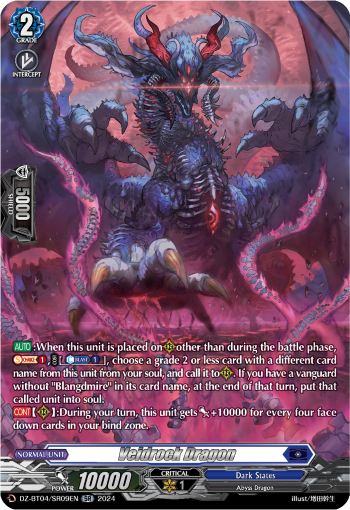 2
GRADE
INTERCEPT
5000
SHIELD
AUTO:When this unit is placed on Ⓡ other than during the battle phase,
1, COST [ BLAST 1 ], choose a grade 2 or less card with a different card
name from this unit from your soul, and call it to Ⓡ. If you have a vanguard
without "Blangdmire" in its card name, at the end of that turn, put that
called unit into soul.
CONT【Ⓡ】:During your turn, this unit gets +10000 for every four face
down cards in your bind zone.
NORMAL UNIT
Veidrock Dragon
POWER 10000
CRITICAL
1
Dark States
Abyss Dragon
DZ-BT04/SR09EN SR 2024
illust/増田幹生